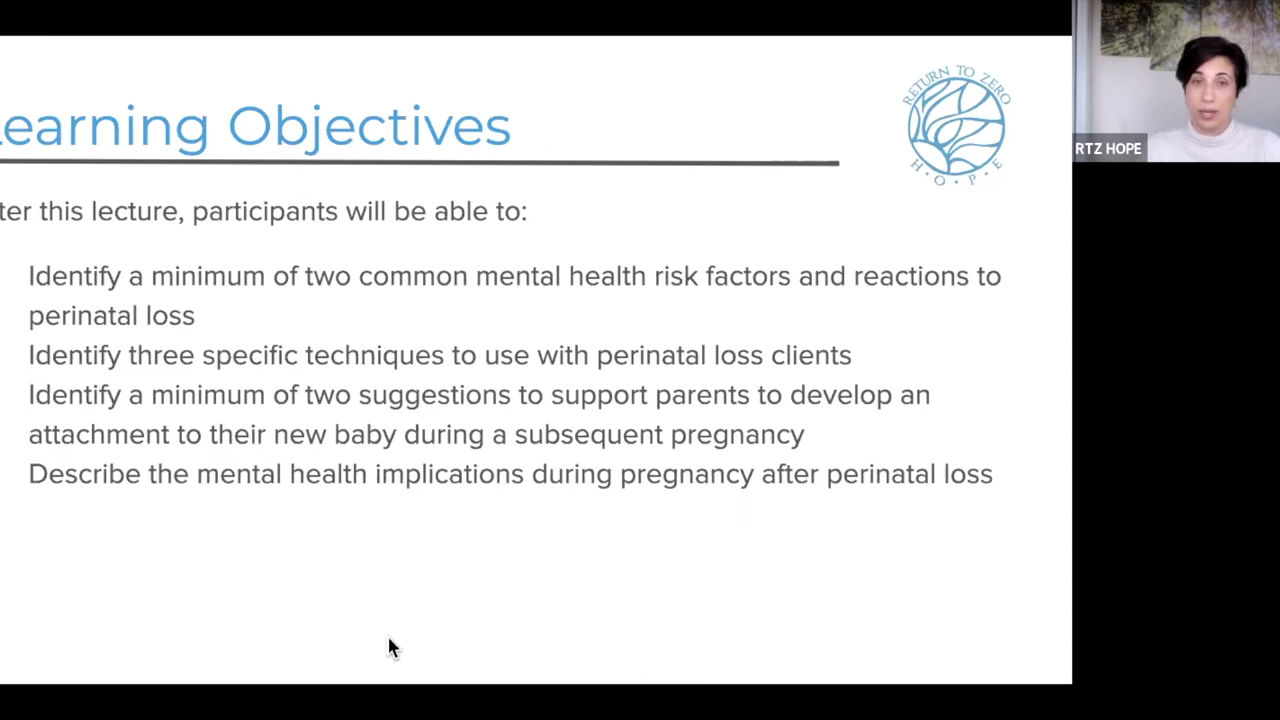 earning Objectives
RETURN TO ZERO
H·O·P·E
RTZ HOPE
ter this lecture, participants will be able to:
Identify a minimum of two common mental health risk factors and reactions to
perinatal loss
Identify three specific techniques to use with perinatal loss clients
Identify a minimum of two suggestions to support parents to develop an
attachment to their new baby during a subsequent pregnancy
Describe the mental health implications during pregnancy after perinatal loss